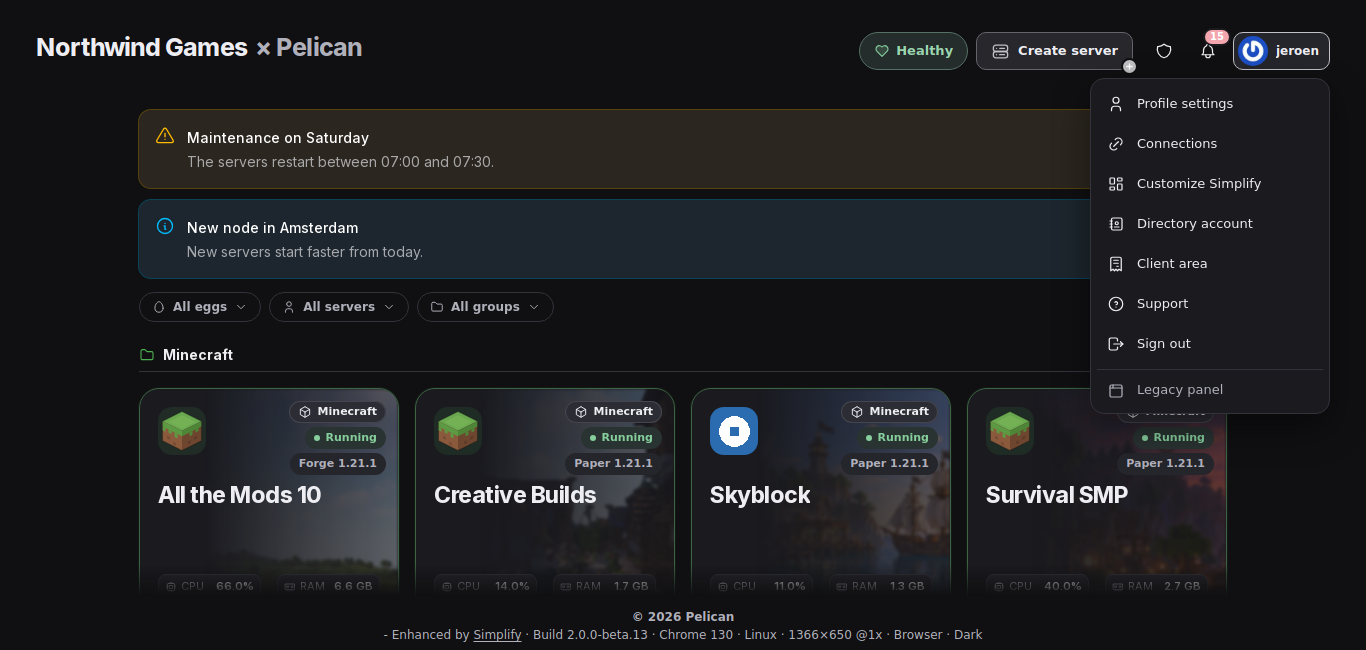 Northwind Games × Pelican
Healthy
Create server
15
jeroen
Profile settings
Connections
Customize Simplify
Directory account
Client area
Support
Sign out
Legacy panel
Maintenance on Saturday
The servers restart between 07:00 and 07:30.
New node in Amsterdam
New servers start faster from today.
All eggs
All servers
All groups
Minecraft
Minecraft
Running
Forge 1.21.1
All the Mods 10
CPU 66.0%
RAM 6.6 GB
Minecraft
Running
Paper 1.21.1
Creative Builds
CPU 14.0%
RAM 1.7 GB
Minecraft
Running
Paper 1.21.1
Skyblock
CPU 11.0%
RAM 1.3 GB
Minecraft
Running
Paper 1.21.1
Survival SMP
CPU 40.0%
RAM 2.7 GB
© 2026 Pelican
- Enhanced by Simplify · Build 2.0.0-beta.13 · Chrome 130 · Linux · 1366×650 @1x · Browser · Dark